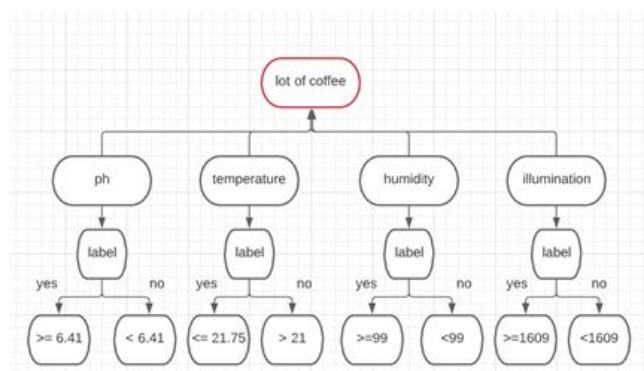 lot of coffee
ph temperature humidity illumination
label label label label
yes no yes no yes no yes no
>= 6.41 < 6.41 <= 21.75 > 21 >=99 <99 >=1609 <1609